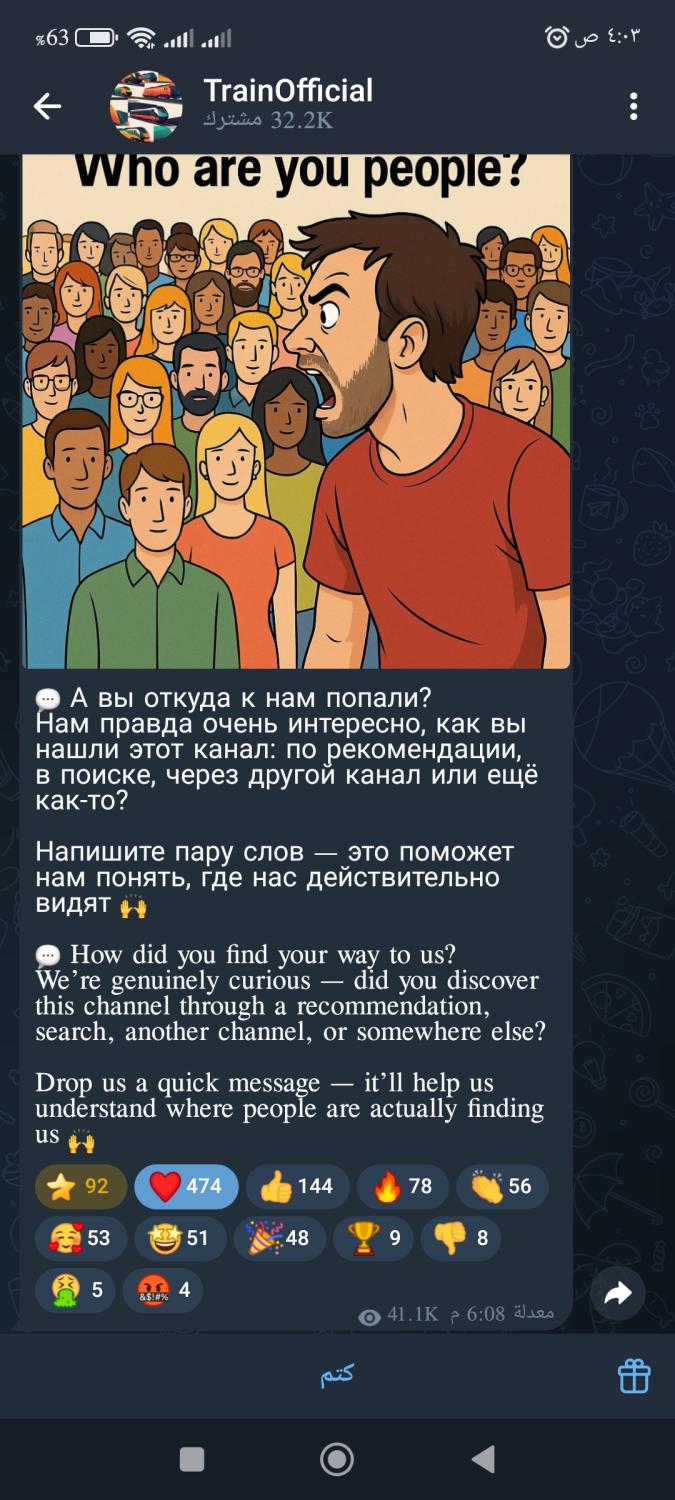 %63
٤:٠٣ ص
TrainOfficial
32.2K مشترك
Who are you people?
А вы откуда к нам попали?
Нам правда очень интересно, как вы
нашли этот канал: по рекомендации,
в поиске, через другой канал или ещё
как-то?
Напишите пару слов — это поможет
нам понять, где нас действительно
видят 🙌
How did you find your way to us?
We're genuinely curious — did you discover
this channel through a recommendation,
search, another channel, or somewhere else?
Drop us a quick message — it'll help us
understand where people are actually finding
us 🙌
⭐ 92 ❤️ 474 👍 144 🔥 78 👏 56
🥰 53 🤩 51 🎉 48 🏆 9 👎 8
🤮 5 🤬 4
41.1K معدلة 6:08 م
كتم